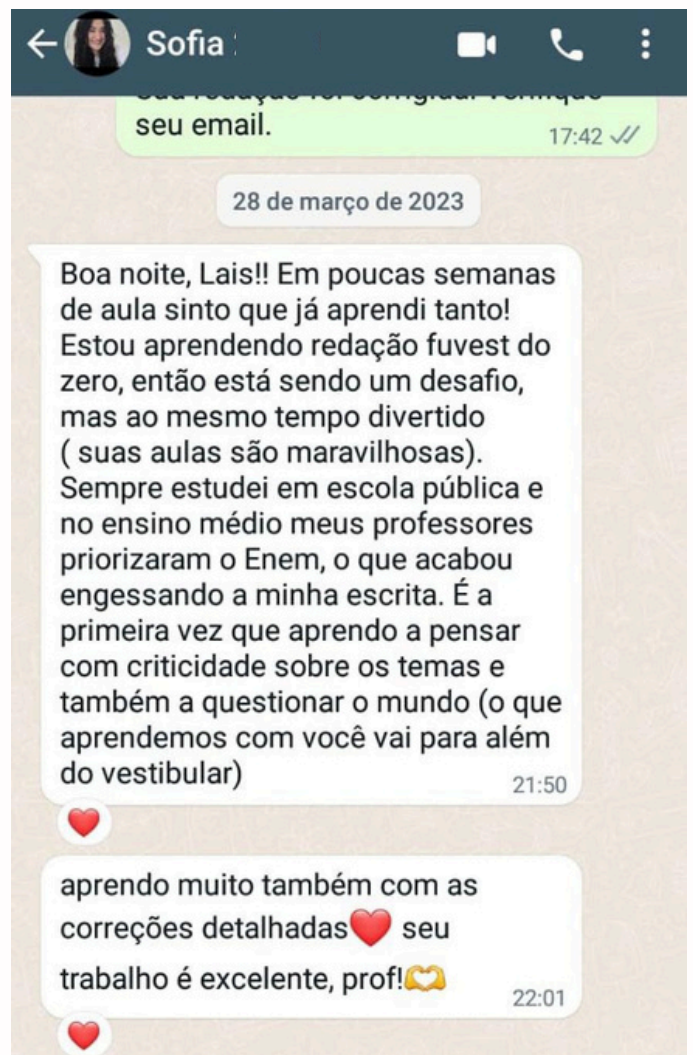 Sofia
seu email.
17:42
28 de março de 2023
Boa noite, Lais!! Em poucas semanas
de aula sinto que já aprendi tanto!
Estou aprendendo redação fuvest do
zero, então está sendo um desafio,
mas ao mesmo tempo divertido
( suas aulas são maravilhosas).
Sempre estudei em escola pública e
no ensino médio meus professores
priorizaram o Enem, o que acabou
engessando a minha escrita. É a
primeira vez que aprendo a pensar
com criticidade sobre os temas e
também a questionar o mundo (o que
aprendemos com você vai para além
do vestibular)
21:50
❤️
aprendo muito também com as
correções detalhadas❤️ seu
trabalho é excelente, prof!🫶
22:01
❤️